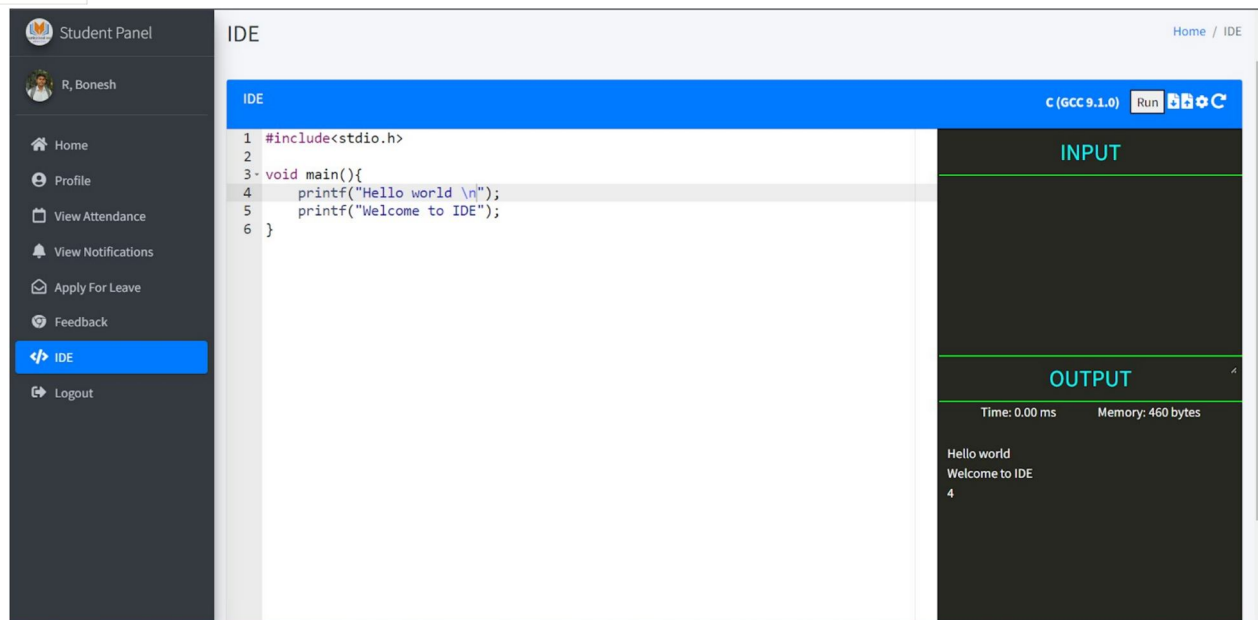 Student Panel
R, Bonesh
Home
Profile
View Attendance
View Notifications
Apply For Leave
Feedback
</> IDE
Logout
IDE
Home / IDE
IDE
C (GCC 9.1.0) Run
1 #include<stdio.h>
2
3 void main(){
4     printf("Hello world \n");
5     printf("Welcome to IDE");
6 }
INPUT
OUTPUT
Time: 0.00 ms Memory: 460 bytes
Hello world
Welcome to IDE
4